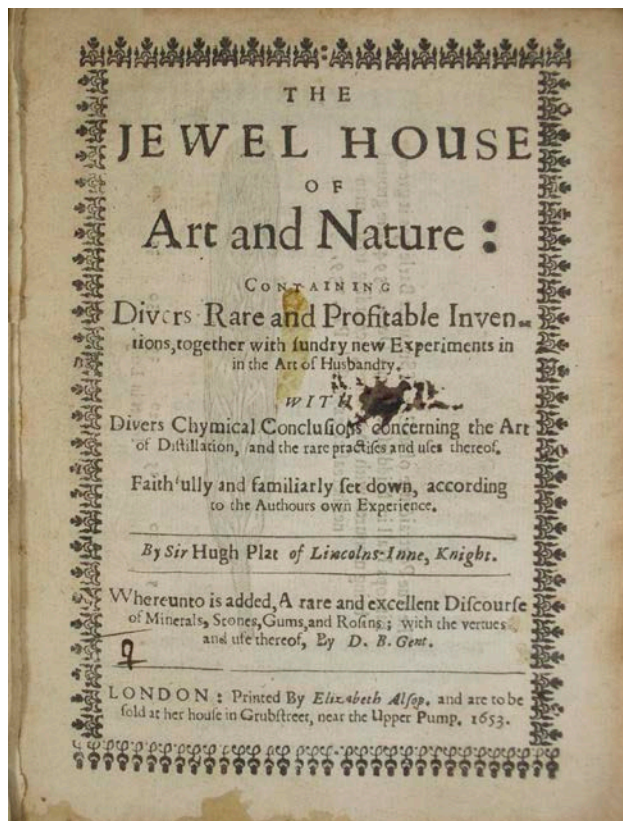 THE
JEWEL HOUSE
OF
Art and Nature:
CONTAINING
Divers Rare and Profitable Inven-
tions, together with sundry new Experiments in
in the Art of Husbandry.
WITH
Divers Chymical Conclusions concerning the Art
of Distillation, and the rare practises and uses thereof.
Faithfully and familiarly set down, according
to the Authours own Experience.
By Sir Hugh Plat of Lincolns-Inne, Knight.
Whereunto is added, A rare and excellent Discourse
of Minerals, Stones, Gums, and Rosins; with the vertues
and use thereof, By D. B. Gent.
LONDON: Printed By Elizabeth Alsop. and are to be
sold at her house in Grubstreet, near the Upper Pump. 1653.